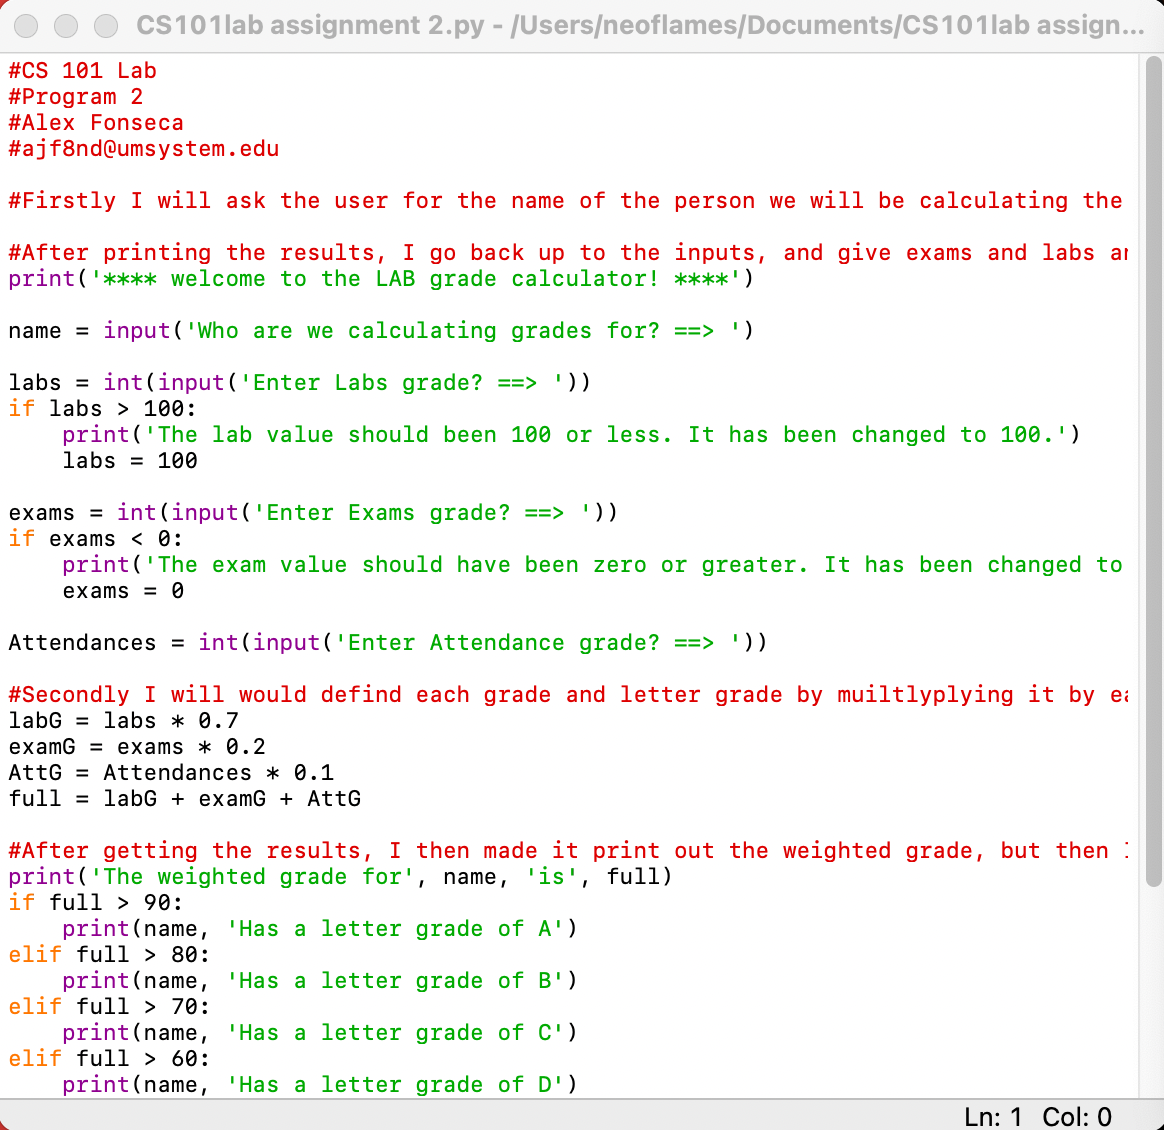 CS101lab assignment 2.py - /Users/neoflames/Documents/CS101lab assign...
#CS 101 Lab
#Program 2
#Alex Fonseca
#ajf8nd@umsystem.edu
#Firstly I will ask the user for the name of the person we will be calculating the
#After printing the results, I go back up to the inputs, and give exams and labs
print('**** welcome to the LAB grade calculator! ****')
name = input('Who are we calculating grades for? ==> ')
labs = int(input('Enter Labs grade? ==> '))
if labs > 100:
    print('The lab value should been 100 or less. It has been changed to 100.')
    labs = 100
exams = int(input('Enter Exams grade? ==> '))
if exams < 0:
    print('The exam value should have been zero or greater. It has been changed to
    exams = 0
Attendances = int(input('Enter Attendance grade? ==> '))
#Secondly I will would defind each grade and letter grade by muiltlyplying it by
labG = labs * 0.7
examG = exams * 0.2
AttG = Attendances * 0.1
full = labG + examG + AttG
#After getting the results, I then made it print out the weighted grade, but then
print('The weighted grade for', name, 'is', full)
if full > 90:
    print(name, 'Has a letter grade of A')
elif full > 80:
    print(name, 'Has a letter grade of B')
elif full > 70:
    print(name, 'Has a letter grade of C')
elif full > 60:
    print(name, 'Has a letter grade of D')
Ln: 1 Col: 0